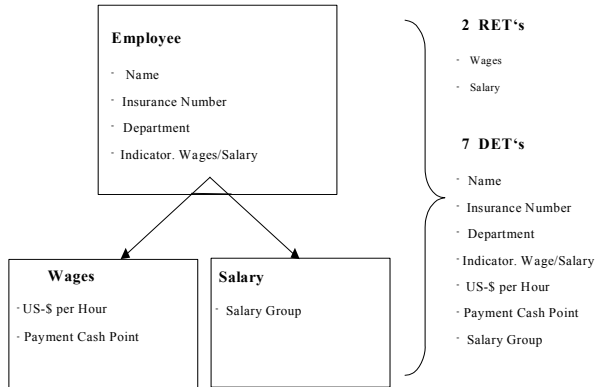 Employee
- Name
- Insurance Number
- Department
- Indicator. Wages/Salary
Wages
- US-$ per Hour
- Payment Cash Point
Salary
- Salary Group
2 RET‘s
- Wages
- Salary
7 DET‘s
- Name
- Insurance Number
- Department
- Indicator. Wage/Salary
- US-$ per Hour
- Payment Cash Point
- Salary Group